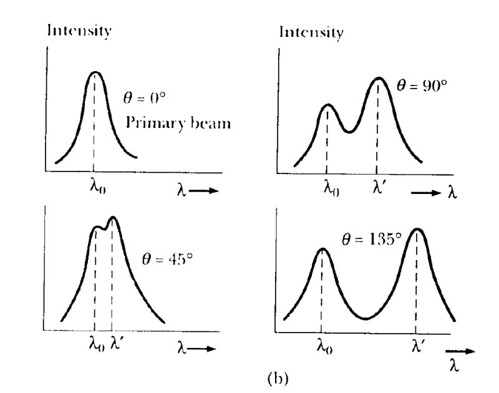 Intensity
θ = 0°
Primary beam
λ₀
λ
Intensity
θ = 90°
λ₀
λ′
λ
θ = 45°
λ₀
λ′
λ
θ = 135°
λ₀
λ′
λ
(b)